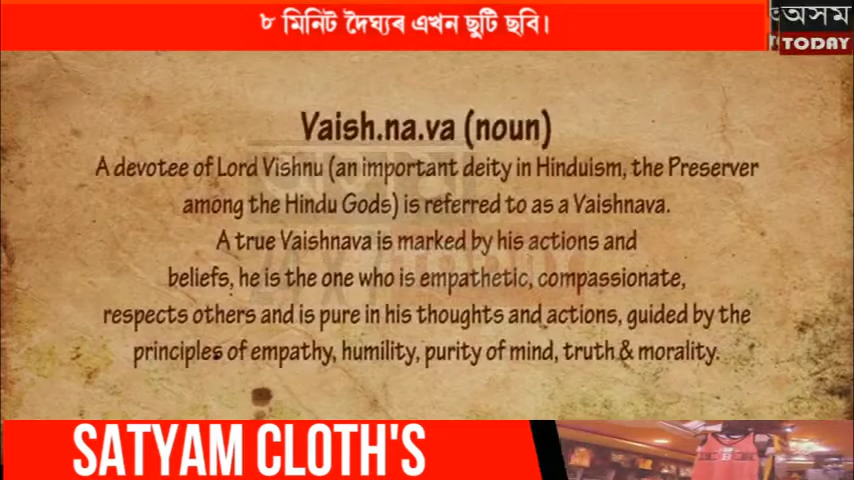 ৮ মিনিট দৈৰ্ঘ্যৰ এখন ছুটি ছবি।
অসম
TODAY
Vaish.na.va (noun)
A devotee of Lord Vishnu (an important deity in Hinduism, the Preserver
among the Hindu Gods) is referred to as a Vaishnava.
A true Vaishnava is marked by his actions and
beliefs, he is the one who is empathetic, compassionate,
respects others and is pure in his thoughts and actions, guided by the
principles of empathy, humility, purity of mind, truth & morality.
SATYAM CLOTH'S